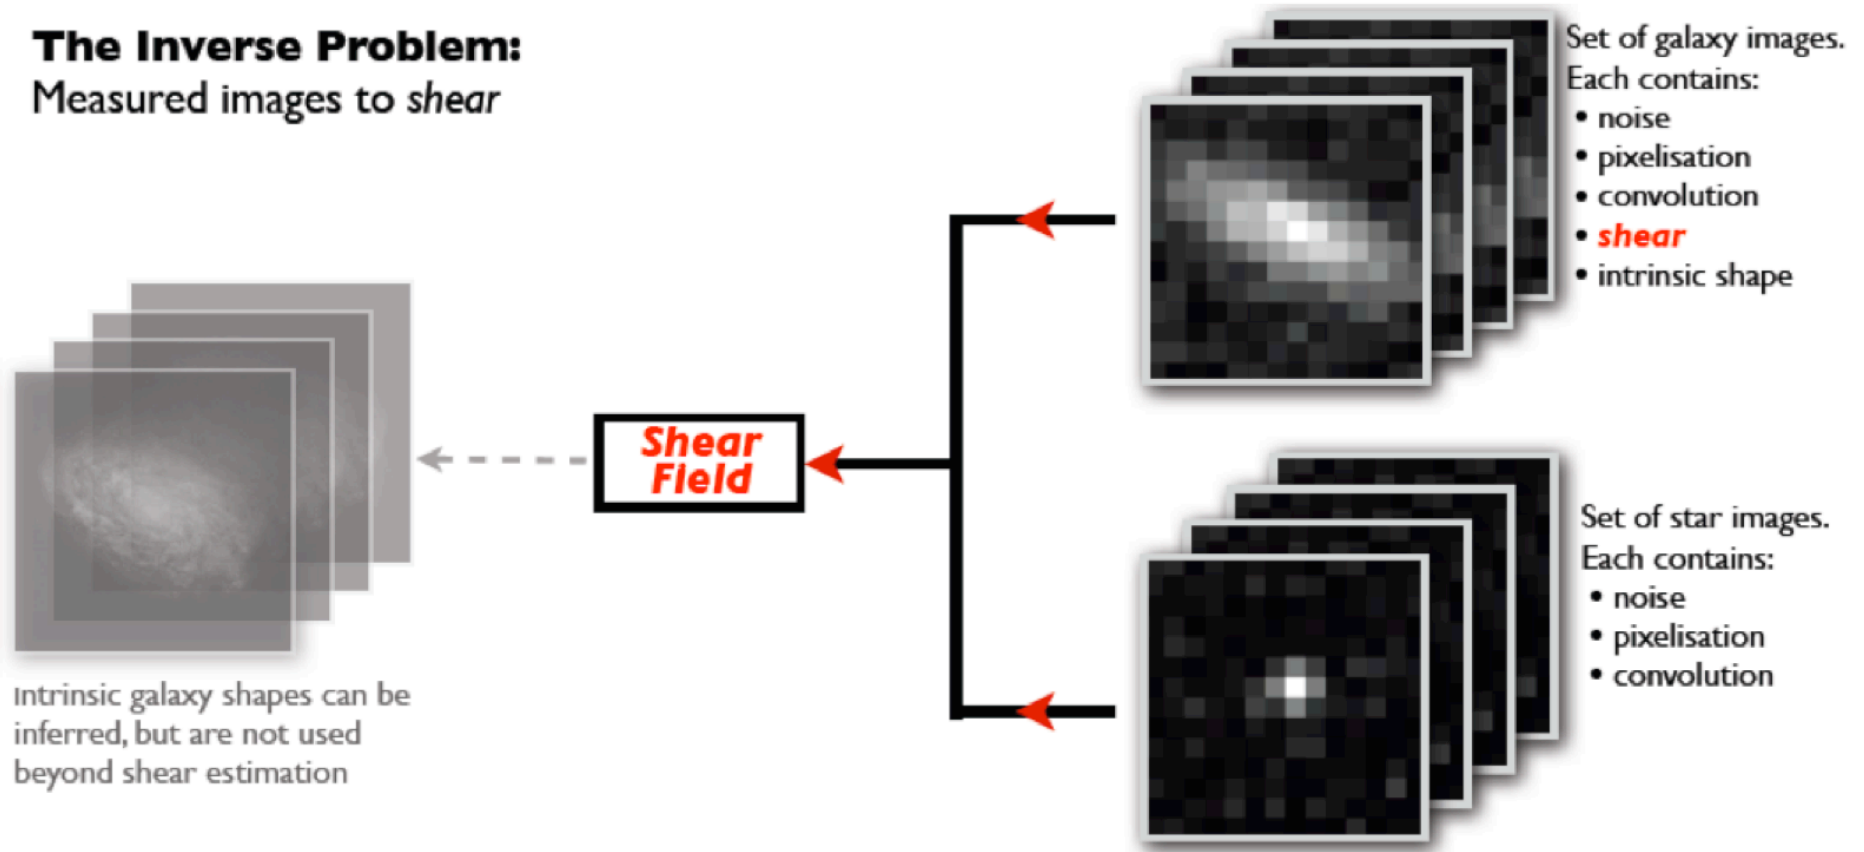 The Inverse Problem:
Measured images to shear
Set of galaxy images.
Each contains:
• noise
• pixelisation
• convolution
• shear
• intrinsic shape
Shear
Field
Set of star images.
Each contains:
• noise
• pixelisation
• convolution
Intrinsic galaxy shapes can be
inferred, but are not used
beyond shear estimation